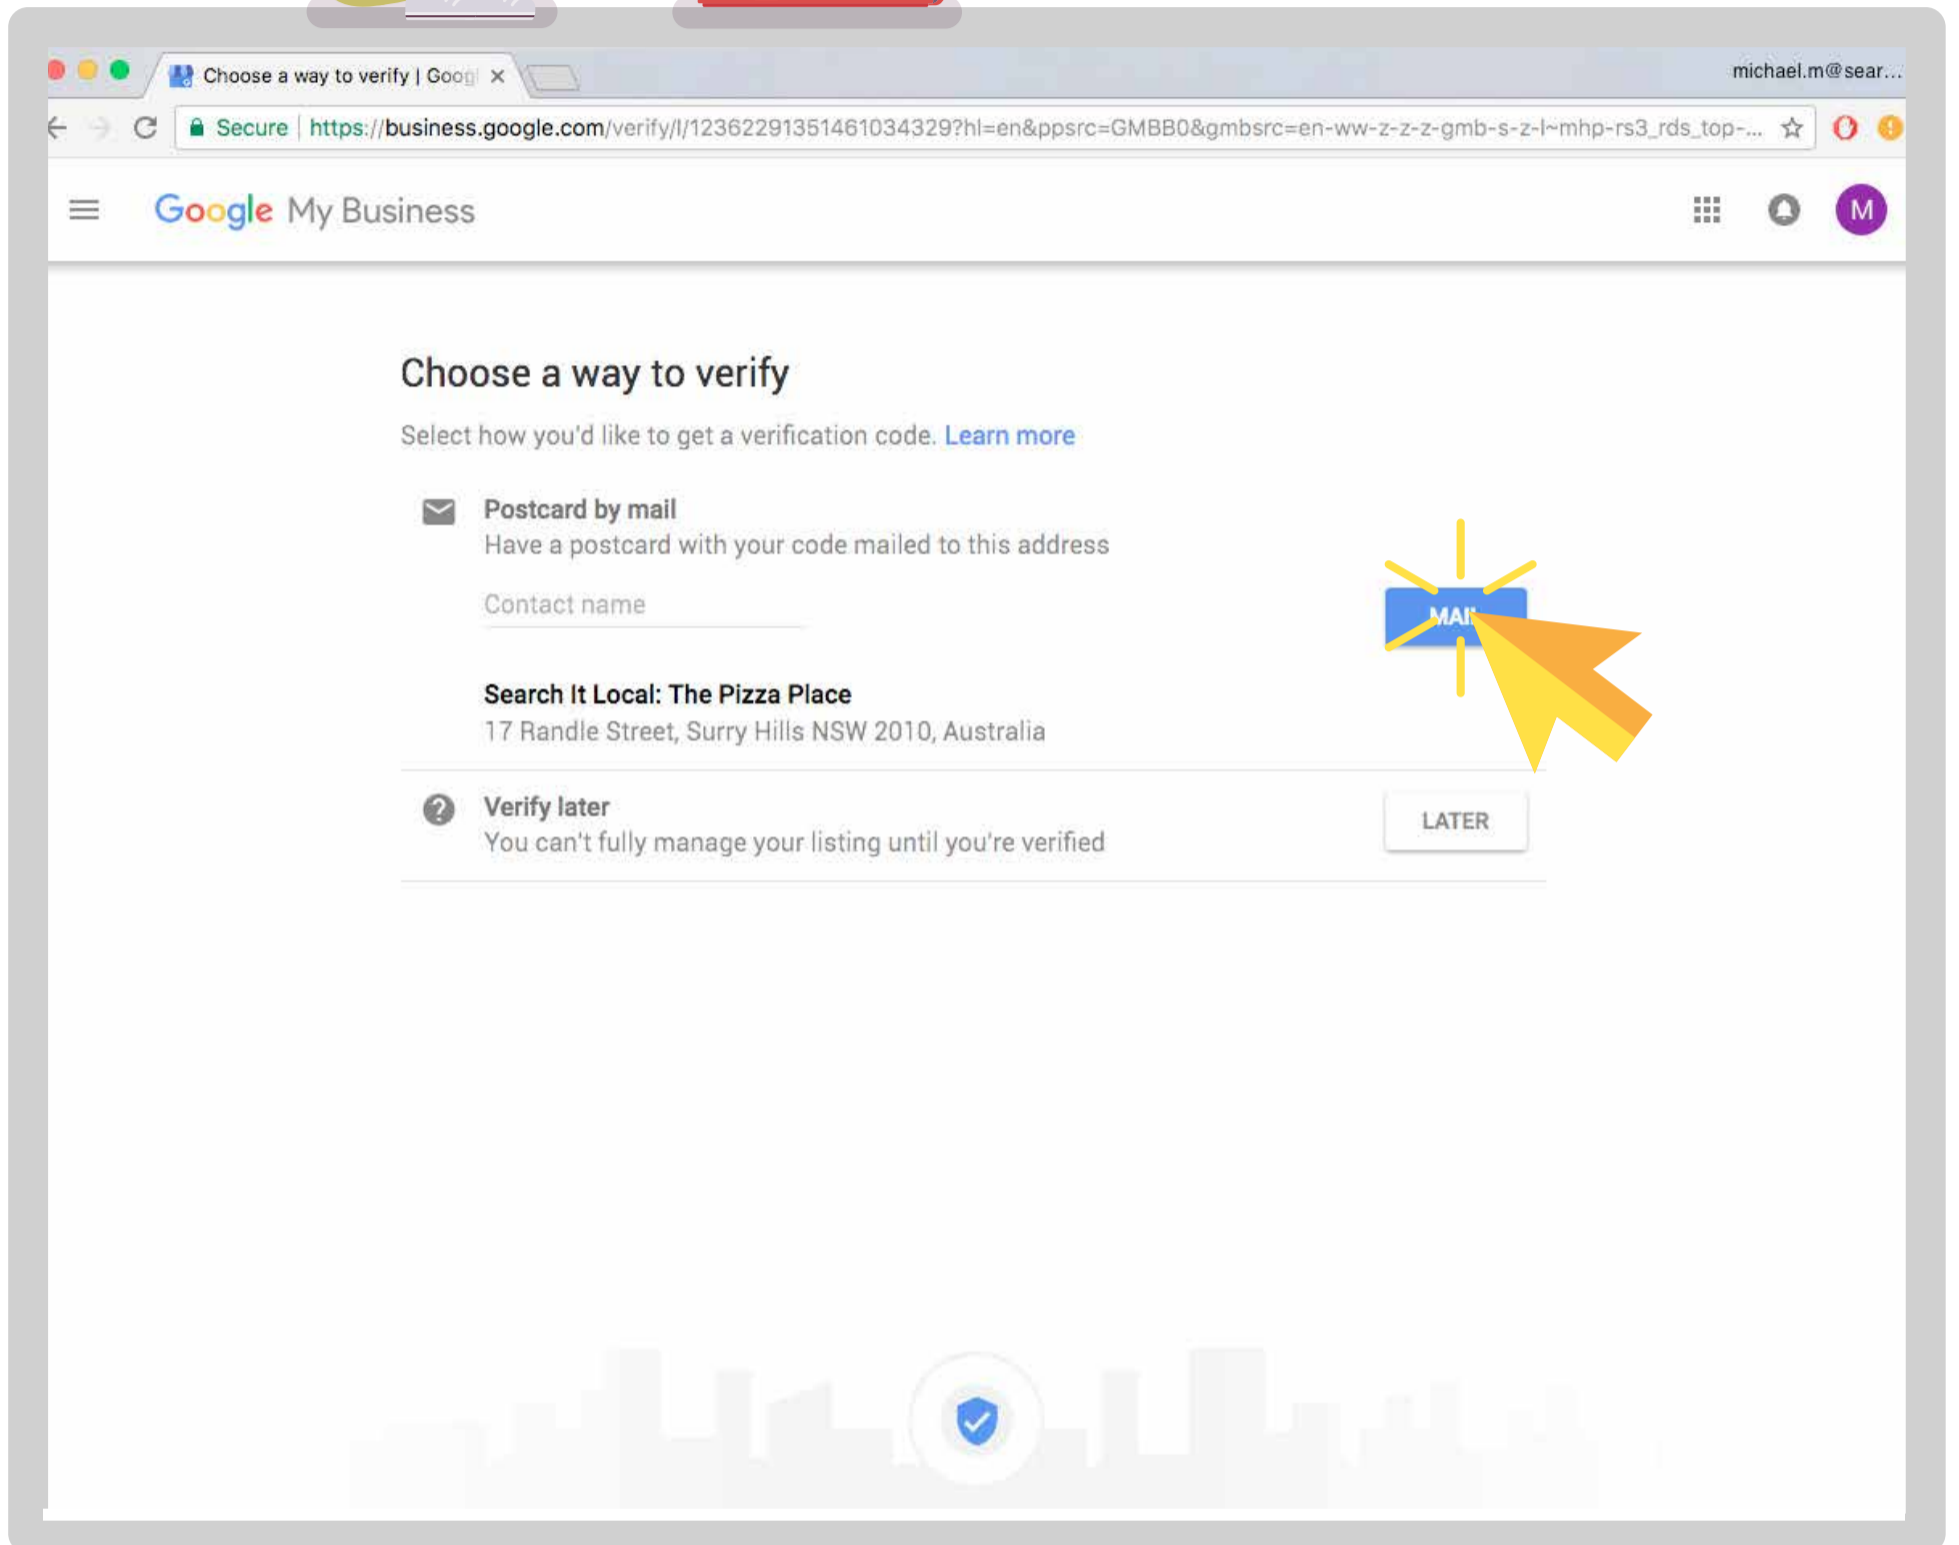 Choose a way to verify | Googl
michael.m@sear...
Secure https://business.google.com/verify/l/12362291351461034329?hl=en&ppsrc=GMBB0&gmbsrc=en-ww-z-z-z-gmb-s-z-l~mhp-rs3_rds_top-...
Google My Business
M
Choose a way to verify
Select how you'd like to get a verification code. Learn more
Postcard by mail
Have a postcard with your code mailed to this address
Contact name
MAIL
Search It Local: The Pizza Place
17 Randle Street, Surry Hills NSW 2010, Australia
Verify later
You can't fully manage your listing until you're verified
LATER